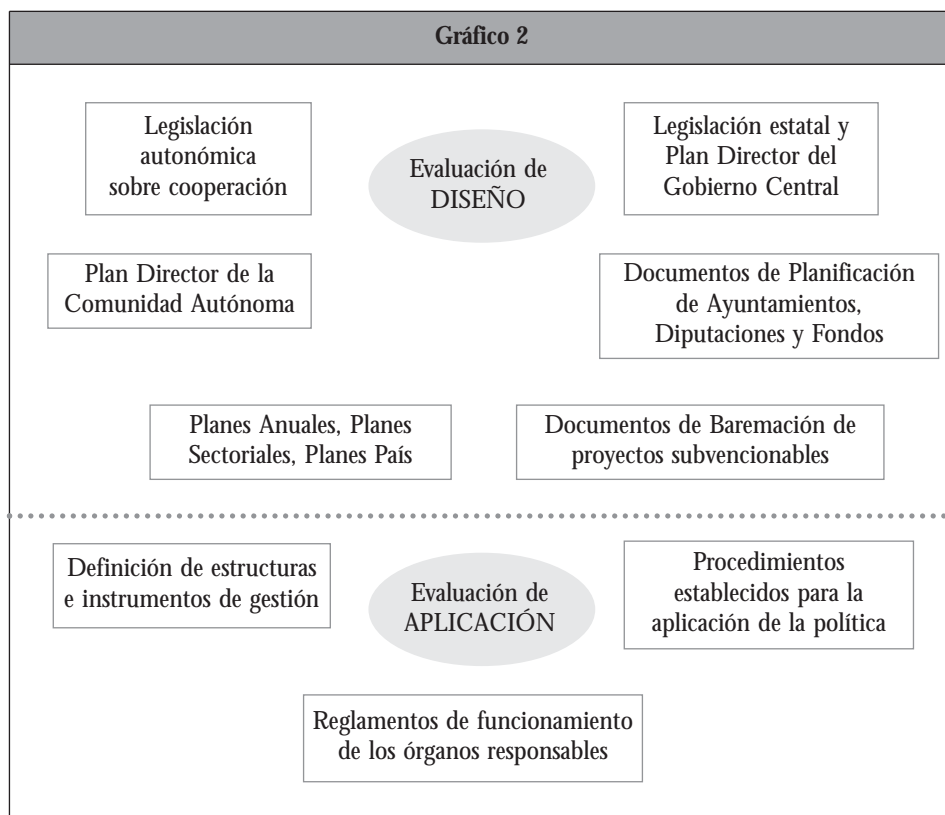 Gráfico 2
Legislación
autonómica
sobre cooperación
Evaluación de
DISEÑO
Legislación estatal y
Plan Director del
Gobierno Central
Plan Director de la
Comunidad Autónoma
Documentos de Planificación
de Ayuntamientos,
Diputaciones y Fondos
Planes Anuales, Planes
Sectoriales, Planes País
Documentos de Baremación de
proyectos subvencionables
Definición de estructuras
e instrumentos de gestión
Evaluación de
APLICACIÓN
Procedimientos
establecidos para la
aplicación de la política
Reglamentos de funcionamiento
de los órganos responsables